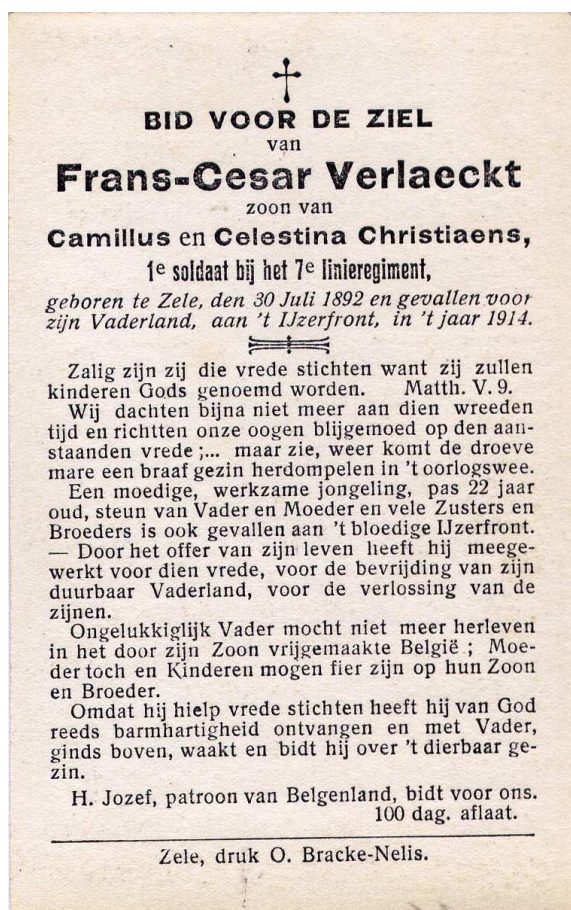 BID VOOR DE ZIEL
van
Frans-Cesar Verlaeckt
zoon van
Camillus en Celestina Christiaens,
1e soldaat bij het 7e linieregiment,
geboren te Zele, den 30 Juli 1892 en gevallen voor
zijn Vaderland, aan 't IJzerfront, in 't jaar 1914.
Zalig zijn zij die vrede stichten want zij zullen
kinderen Gods genoemd worden. Matth. V. 9.
Wij dachten bijna niet meer aan dien wreeden
tijd en richtten onze oogen blijgemoed op den aan-
staanden vrede ;... maar zie, weer komt de droeve
mare een braaf gezin herdompelen in 't oorlogswee.
Een moedige, werkzame jongeling, pas 22 jaar
oud, steun van Vader en Moeder en vele Zusters en
Broeders is ook gevallen aan 't bloedige IJzerfront.
— Door het offer van zijn leven heeft hij meege-
werkt voor dien vrede, voor de bevrijding van zijn
duurbaar Vaderland, voor de verlossing van de
zijnen.
Ongelukkiglijk Vader mocht niet meer herleven
in het door zijn Zoon vrijgemaakte België ; Moe-
der toch en Kinderen mogen fier zijn op hun Zoon
en Broeder.
Omdat hij hielp vrede stichten heeft hij van God
reeds barmhartigheid ontvangen en met Vader,
ginds boven, waakt en bidt hij over 't dierbaar ge-
zin.
H. Jozef, patroon van Belgenland, bidt voor ons.
100 dag. aflaat.
Zele, druk O. Bracke-Nelis.